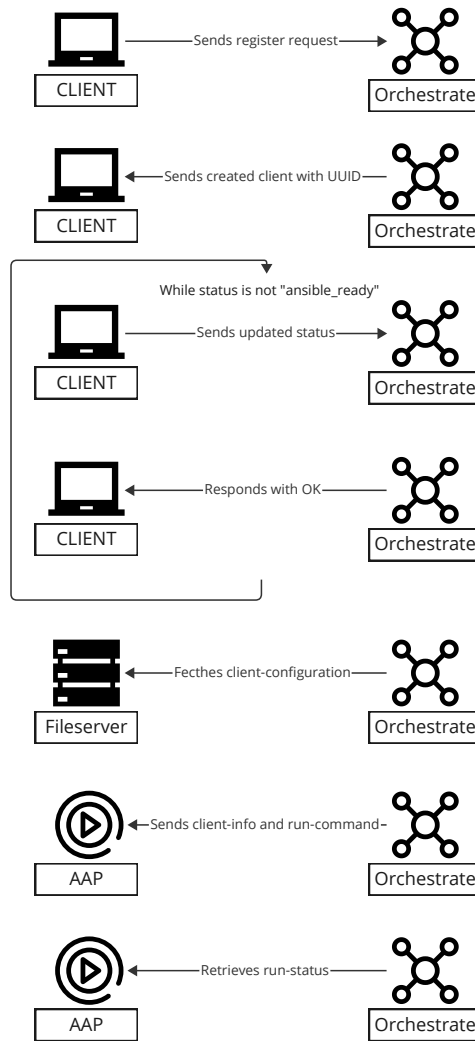 Sends register request
CLIENT
Orchestrate
Sends created client with UUID
CLIENT
Orchestrate
While status is not "ansible_ready"
Sends updated status
CLIENT
Orchestrate
Responds with OK
CLIENT
Orchestrate
Fecthes client-configuration
Fileserver
Orchestrate
Sends client-info and run-command
AAP
Orchestrate
Retrieves run-status
AAP
Orchestrate